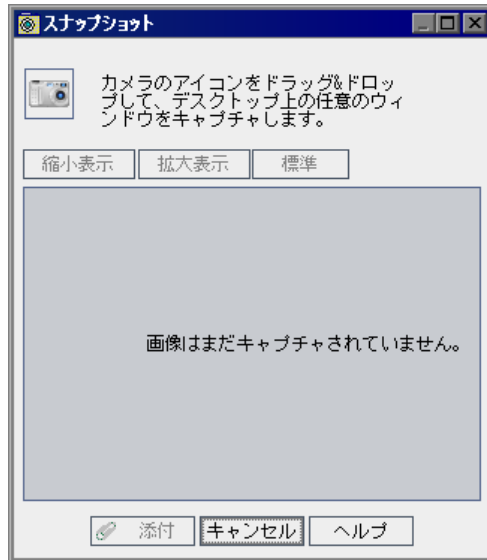 スナップショット
カメラのアイコンをドラッグ&ドロッ
プして、デスクトップ上の任意のウィ
ンドウをキャプチャします。
縮小表示 拡大表示 標準
画像はまだキャプチャされていません。
添付 キャンセル ヘルプ